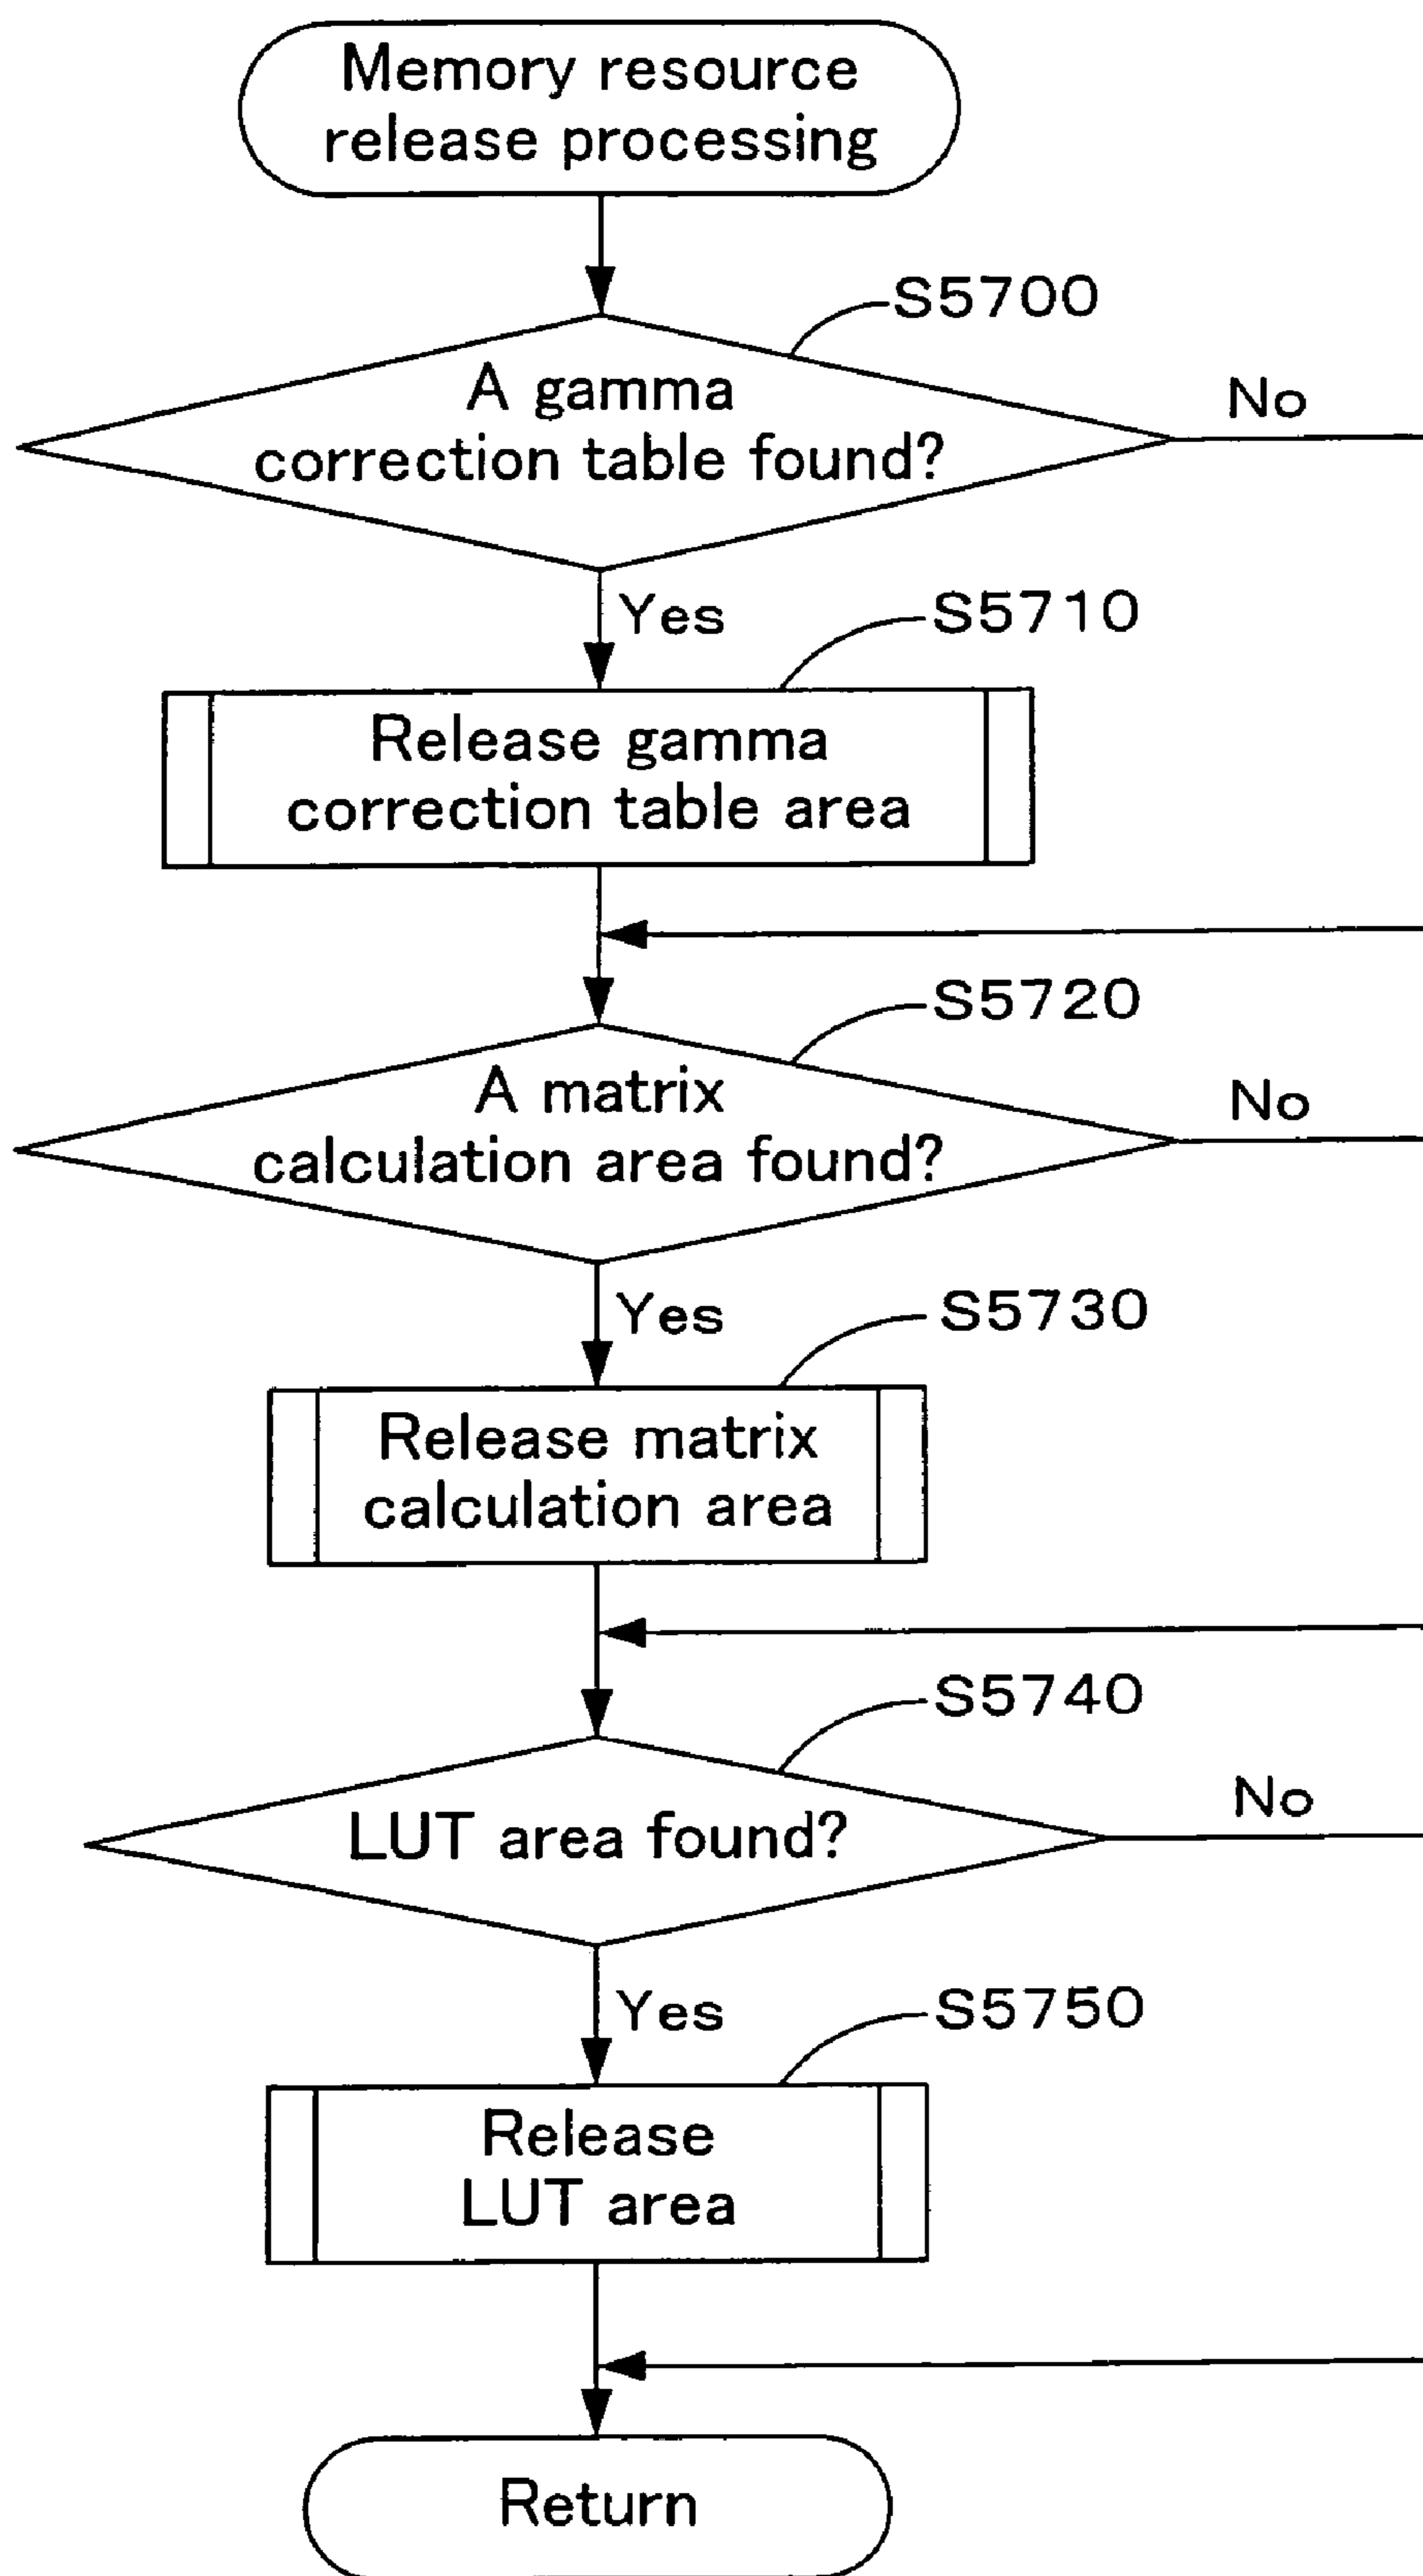 Memory resource
release processing
S5700
A gamma
correction table found?
No
Yes
S5710
Release gamma
correction table area
S5720
A matrix
calculation area found?
No
Yes
S5730
Release matrix
calculation area
S5740
LUT area found?
No
Yes
S5750
Release
LUT area
Return